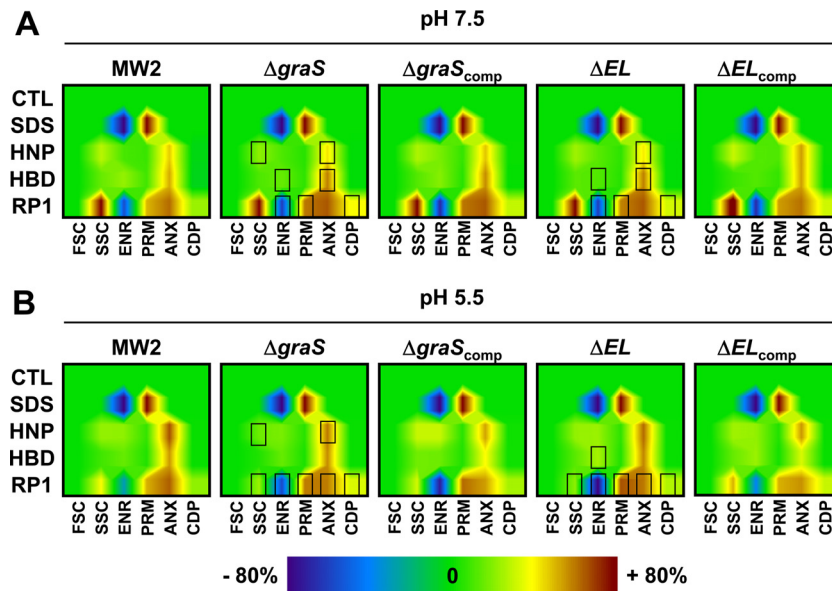 A
pH 7.5
MW2 ΔgraS ΔgraScomp ΔEL ΔELcomp
CTL
SDS
HNP
HBD
RP1
FSC SSC ENR PRM ANX CDP FSC SSC ENR PRM ANX CDP FSC SSC ENR PRM ANX CDP FSC SSC ENR PRM ANX CDP FSC SSC ENR PRM ANX CDP
B
pH 5.5
MW2 ΔgraS ΔgraScomp ΔEL ΔELcomp
CTL
SDS
HNP
HBD
RP1
FSC SSC ENR PRM ANX CDP FSC SSC ENR PRM ANX CDP FSC SSC ENR PRM ANX CDP FSC SSC ENR PRM ANX CDP FSC SSC ENR PRM ANX CDP
- 80% 0 + 80%